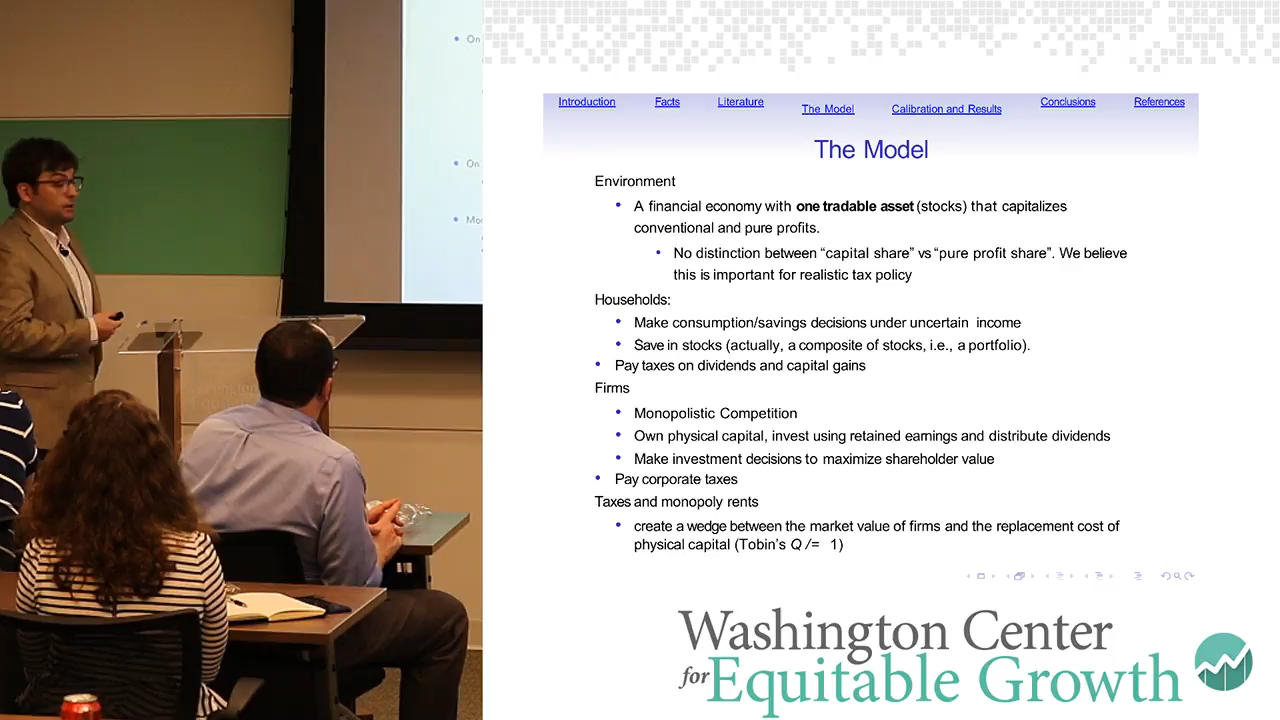 • On
• On
• Mo
Introduction Facts Literature The Model Calibration and Results Conclusions References
The Model
Environment
• A financial economy with one tradable asset (stocks) that capitalizes
conventional and pure profits.
• No distinction between “capital share” vs “pure profit share”. We believe
this is important for realistic tax policy
Households:
• Make consumption/savings decisions under uncertain income
• Save in stocks (actually, a composite of stocks, i.e., a portfolio).
• Pay taxes on dividends and capital gains
Firms
• Monopolistic Competition
• Own physical capital, invest using retained earnings and distribute dividends
• Make investment decisions to maximize shareholder value
• Pay corporate taxes
Taxes and monopoly rents
• create a wedge between the market value of firms and the replacement cost of
physical capital (Tobin’s Q /= 1)
Washington Center
for Equitable Growth